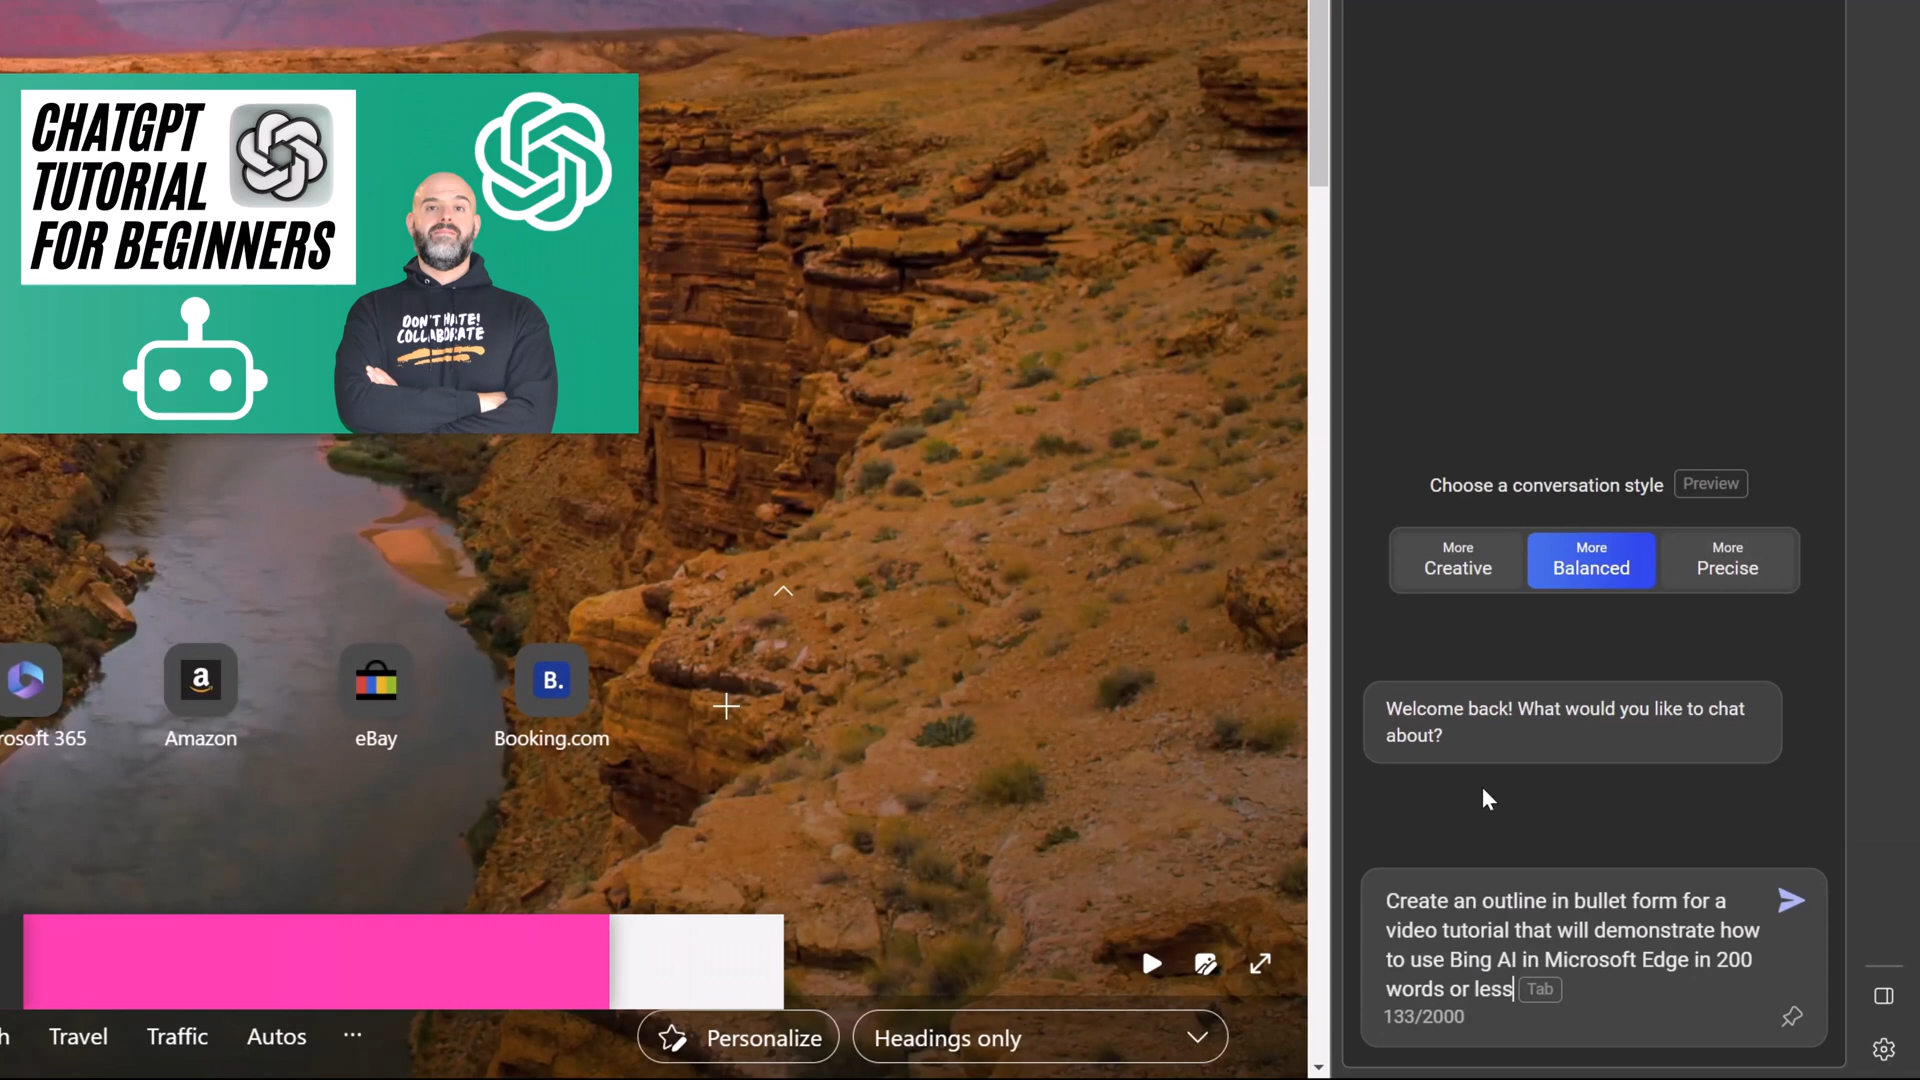 CHATGPT
TUTORIAL
FOR BEGINNERS
DON'T HATE!
COLLABORATE
rosoft 365
Amazon
eBay
B.
Booking.com
h
Travel
Traffic
Autos
Personalize
Headings only
Choose a conversation style
Preview
More
Creative
More
Balanced
More
Precise
Welcome back! What would you like to chat
about?
Create an outline in bullet form for a
video tutorial that will demonstrate how
to use Bing AI in Microsoft Edge in 200
words or less Tab
133/2000